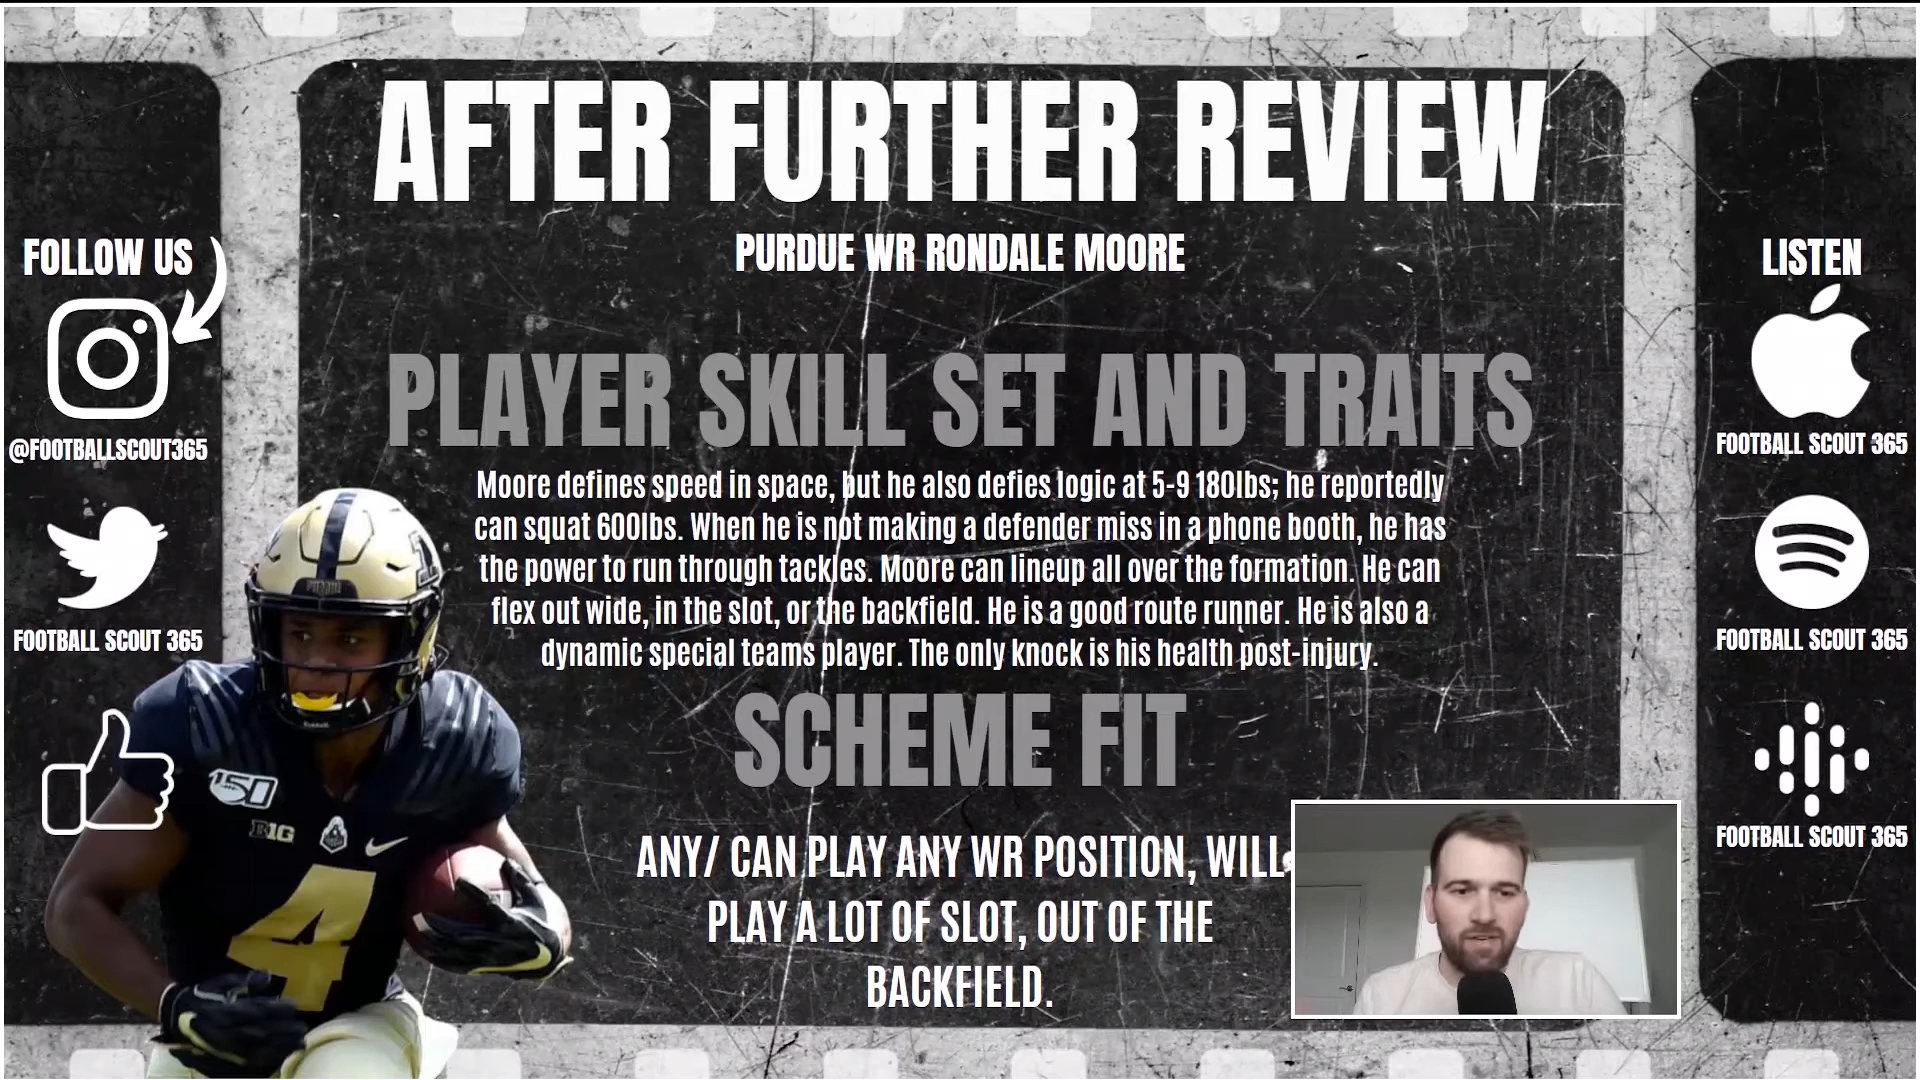 AFTER FURTHER REVIEW
PURDUE WR RONDALE MOORE
FOLLOW US
@FOOTBALLSCOUT365
FOOTBALL SCOUT 365
LISTEN
FOOTBALL SCOUT 365
FOOTBALL SCOUT 365
FOOTBALL SCOUT 365
PLAYER SKILL SET AND TRAITS
Moore defines speed in space, but he also defies logic at 5-9 180lbs; he reportedly
can squat 600lbs. When he is not making a defender miss in a phone booth, he has
the power to run through tackles. Moore can lineup all over the formation. He can
flex out wide, in the slot, or the backfield. He is a good route runner. He is also a
dynamic special teams player. The only knock is his health post-injury.
SCHEME FIT
ANY/ CAN PLAY ANY WR POSITION, WILL
PLAY A LOT OF SLOT, OUT OF THE
BACKFIELD.
PURDUE
150
B1G
4